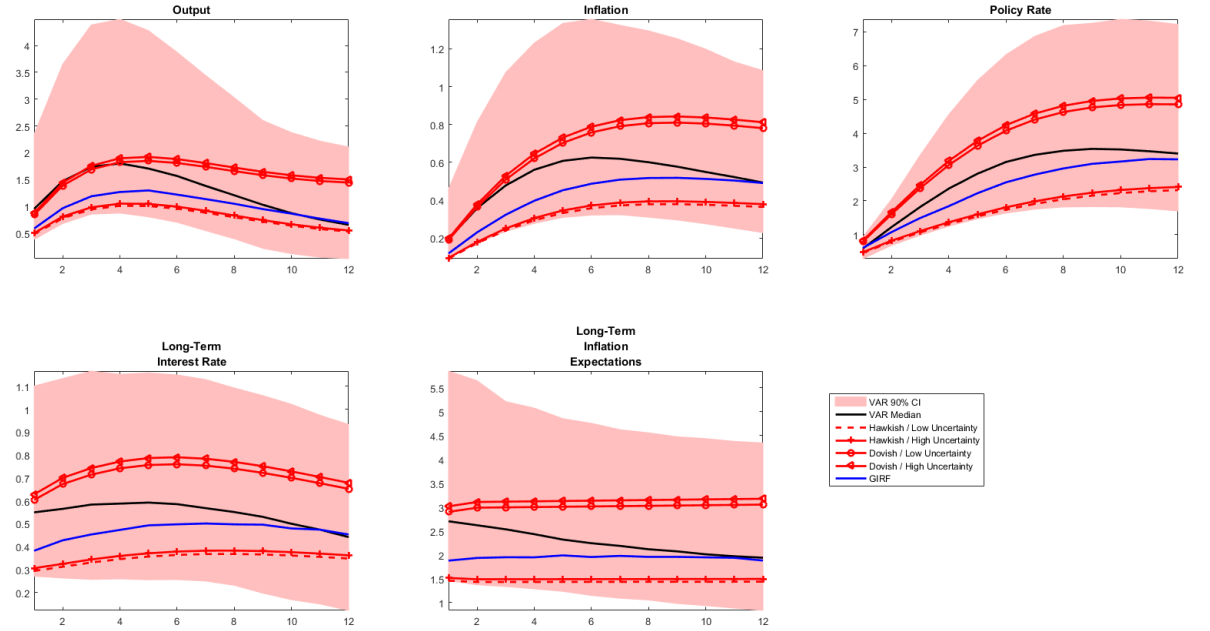 Output
4
3.5
3
2.5
2
1.5
1
0.5
2 4 6 8 10 12
Inflation
1.2
1
0.8
0.6
0.4
0.2
2 4 6 8 10 12
Policy Rate
7
6
5
4
3
2
1
2 4 6 8 10 12
Long-Term
Interest Rate
1.1
1
0.9
0.8
0.7
0.6
0.5
0.4
0.3
0.2
2 4 6 8 10 12
Long-Term
Inflation
Expectations
5.5
5
4.5
4
3.5
3
2.5
2
1.5
1
2 4 6 8 10 12
VAR 90% CI
VAR Median
Hawkish / Low Uncertainty
Hawkish / High Uncertainty
Dovish / Low Uncertainty
Dovish / High Uncertainty
GIRF